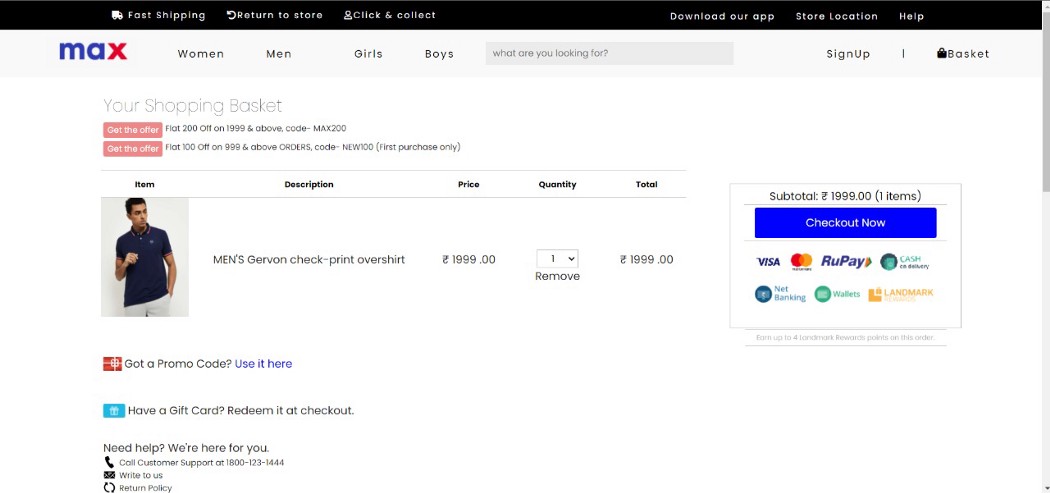 Fast Shipping Return to store Click & collect Download our app Store Location Help
max Women Men Girls Boys what are you looking for? SignUp | Basket
Your Shopping Basket
Get the offer Flat 200 Off on 1999 & above, code- MAX200
Get the offer Flat 100 Off on 999 & above ORDERS, code- NEW100 (First purchase only)
Item Description Price Quantity Total
MEN'S Gervon check-print overshirt ₹ 1999 .00 1 ₹ 1999 .00
Remove
Subtotal: ₹ 1999.00 (1 items)
Checkout Now
VISA mastercard RuPay CASH on delivery
Net Banking Wallets LANDMARK REWARDS
Earn up to 4 Landmark Rewards points on this order.
Got a Promo Code? Use it here
Have a Gift Card? Redeem it at checkout.
Need help? We're here for you.
Call Customer Support at 1800-123-1444
Write to us
Return Policy